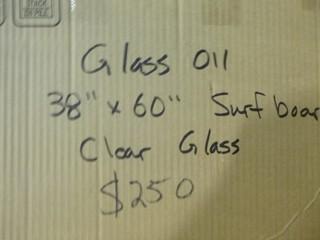 Glass 011
38" x 60" Surf boar
Clear Glass
$250